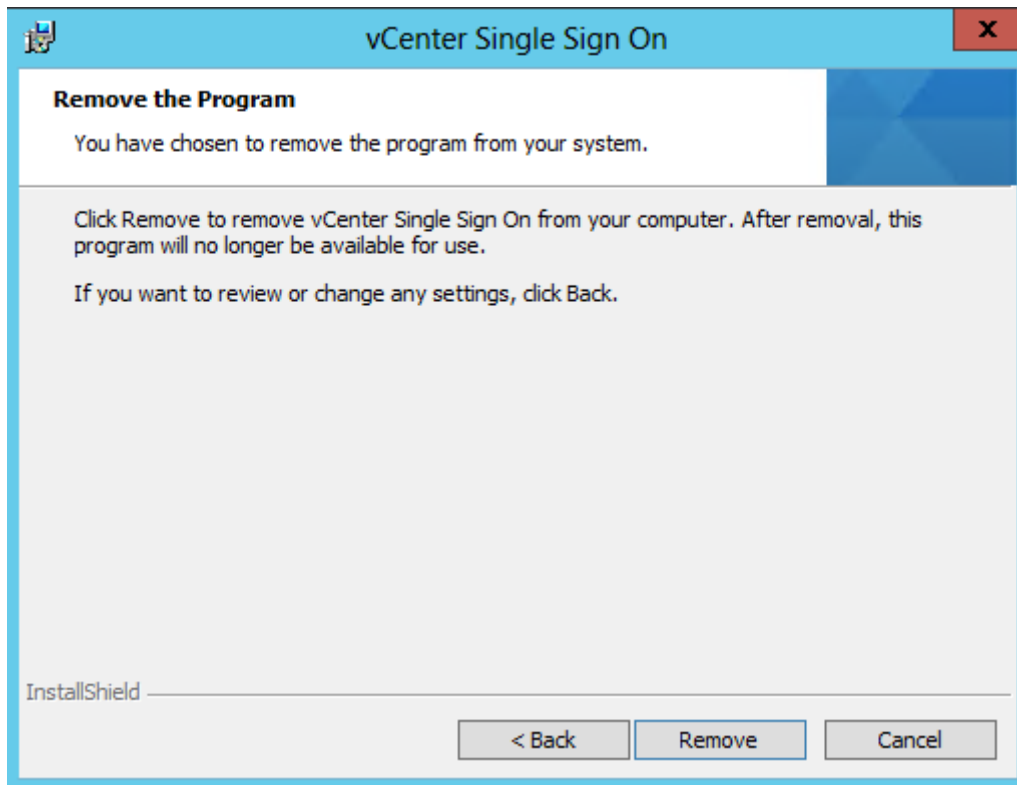 vCenter Single Sign On
x
Remove the Program
You have chosen to remove the program from your system.
Click Remove to remove vCenter Single Sign On from your computer. After removal, this
program will no longer be available for use.
If you want to review or change any settings, click Back.
InstallShield
< Back
Remove
Cancel